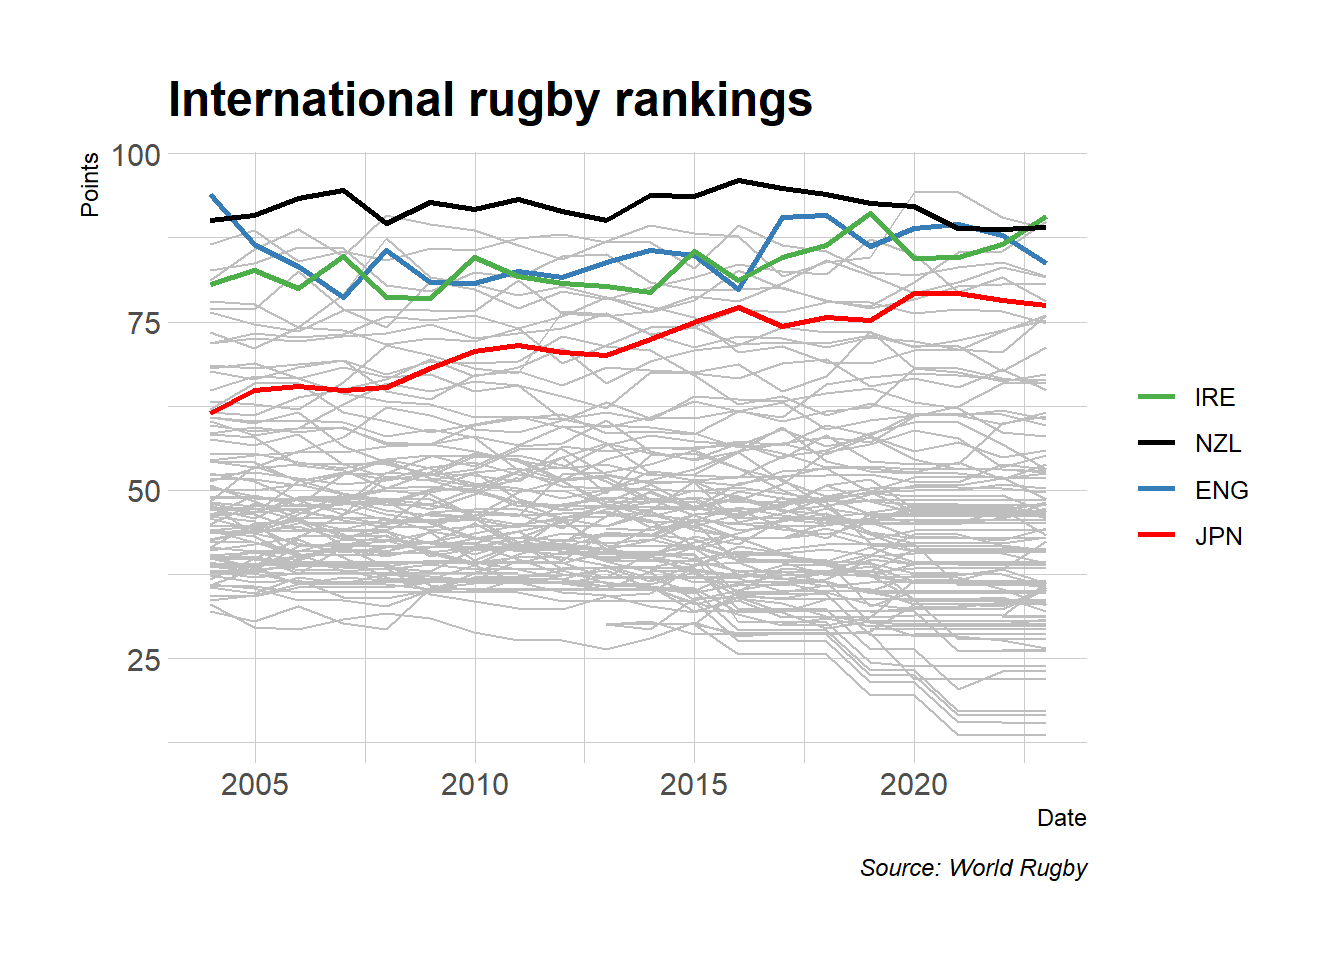 International rugby rankings
Points
100
75
50
25
2005 2010 2015 2020
Date
IRE
NZL
ENG
JPN
Source: World Rugby